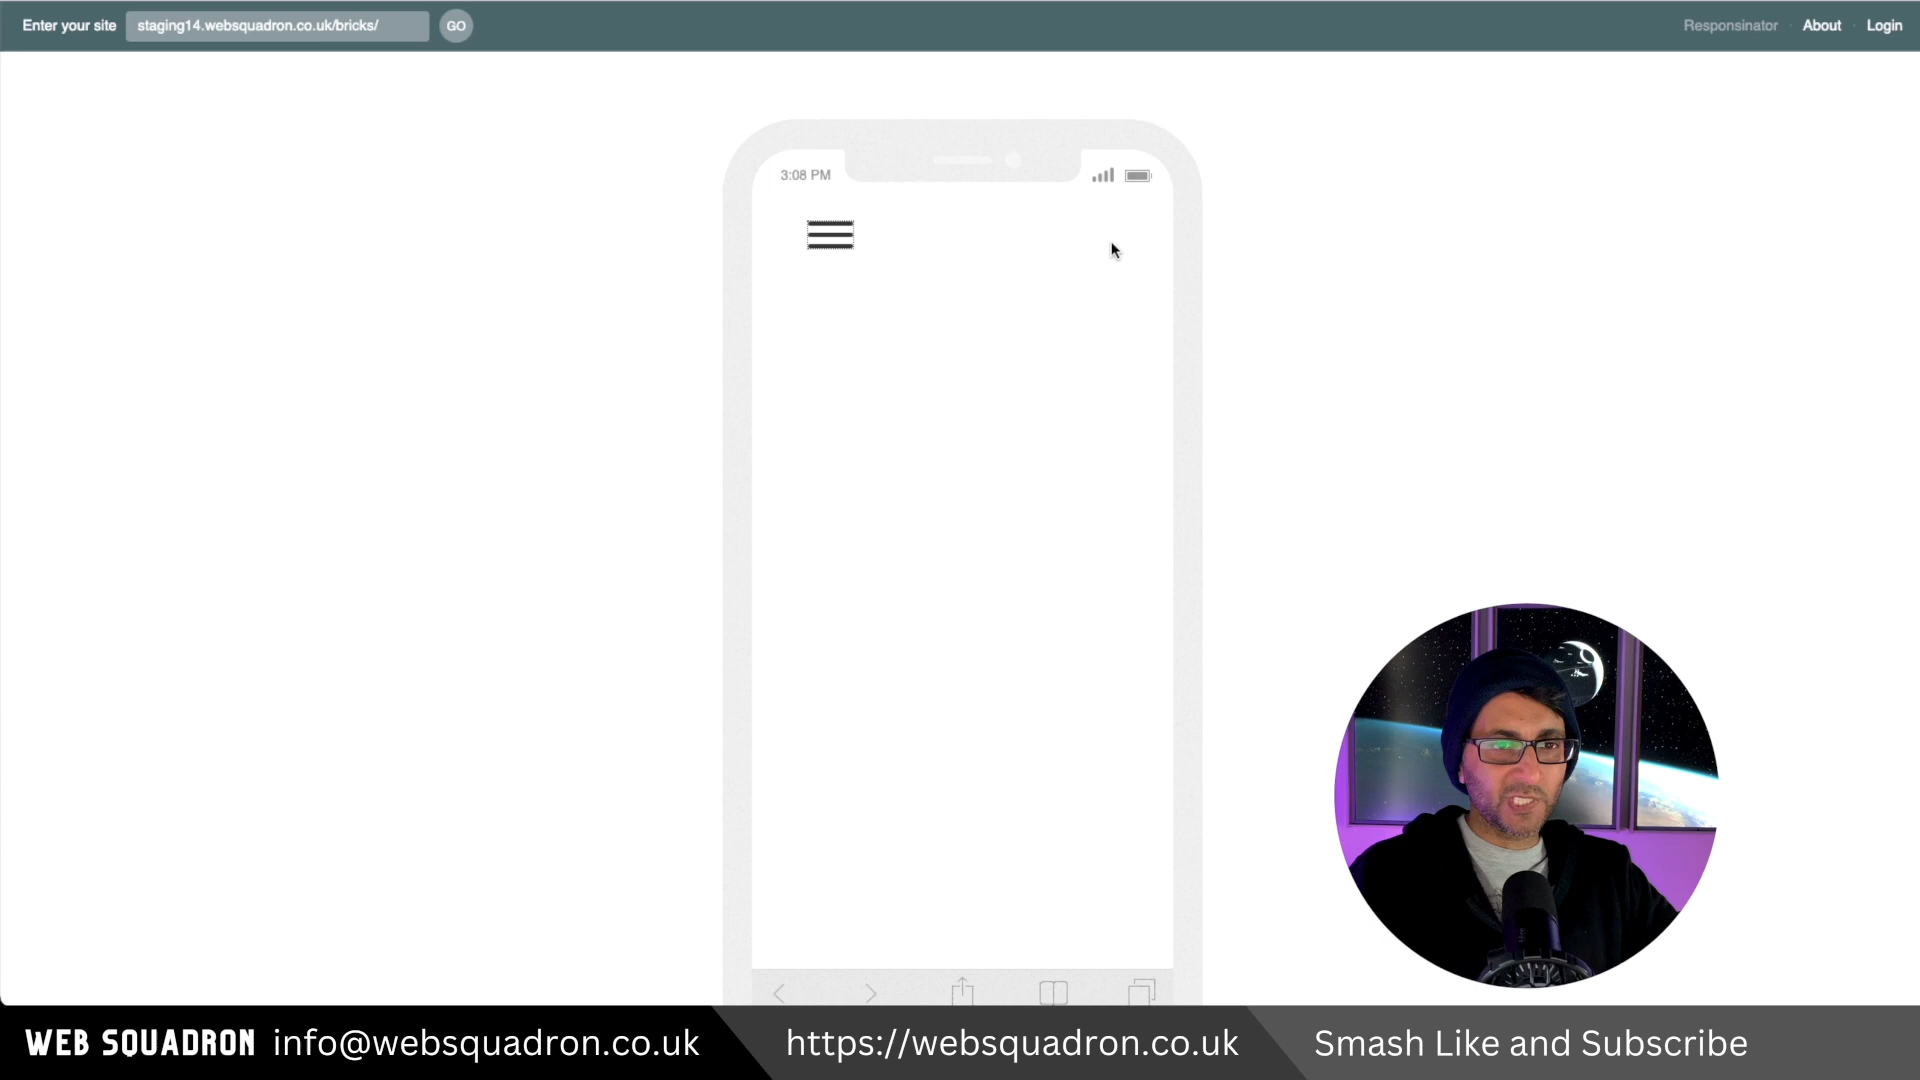 Enter your site
staging14.websquadron.co.uk/bricks/
GO
Responsinator · About · Login
3:08 PM
WEB SQUADRON info@websquadron.co.uk
https://websquadron.co.uk
Smash Like and Subscribe